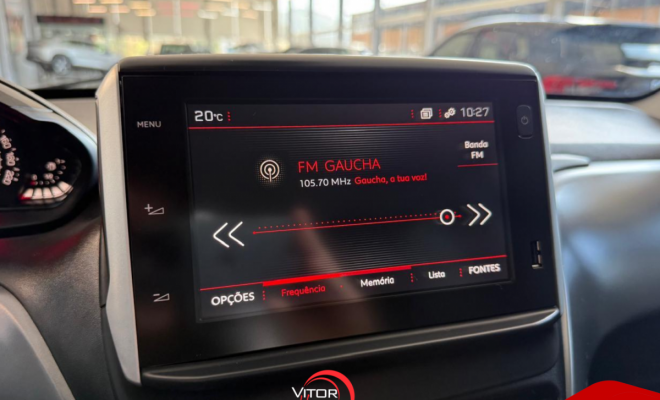 20°C
10:27
MENU
Banda
FM
FM GAUCHA
105.70 MHz Gaucha, a tua voz!
OPÇÕES
Frequência
Memória
Lista
FONTES
VITOR